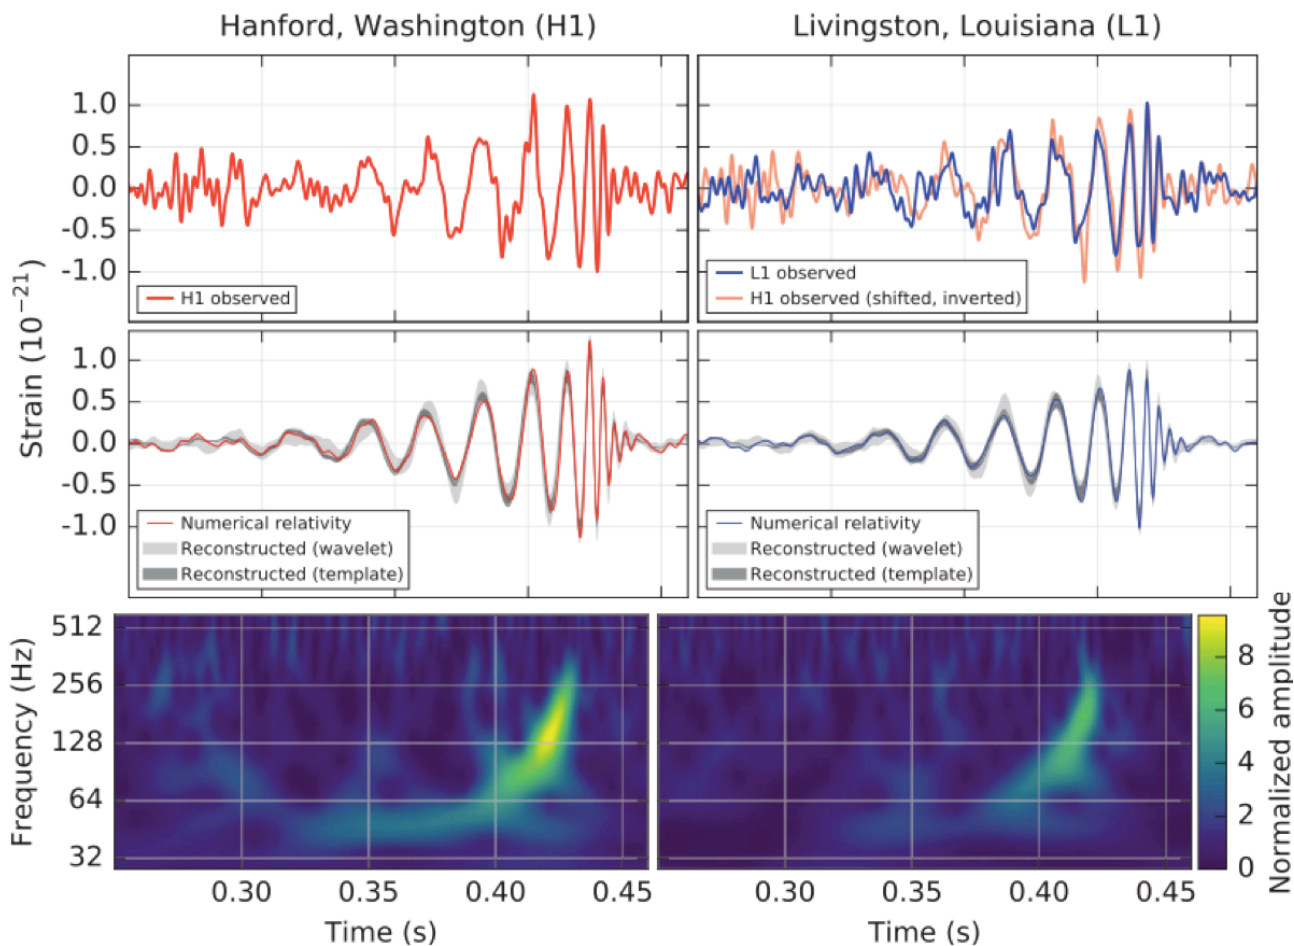 Hanford, Washington (H1)
Livingston, Louisiana (L1)
Strain (10⁻²¹)
1.0
0.5
0.0
-0.5
-1.0
H1 observed
L1 observed
H1 observed (shifted, inverted)
1.0
0.5
0.0
-0.5
-1.0
Numerical relativity
Reconstructed (wavelet)
Reconstructed (template)
Numerical relativity
Reconstructed (wavelet)
Reconstructed (template)
Frequency (Hz)
512
256
128
64
32
0.30
0.35
0.40
0.45
Time (s)
0.30
0.35
0.40
0.45
Time (s)
Normalized amplitude
8
6
4
2
0